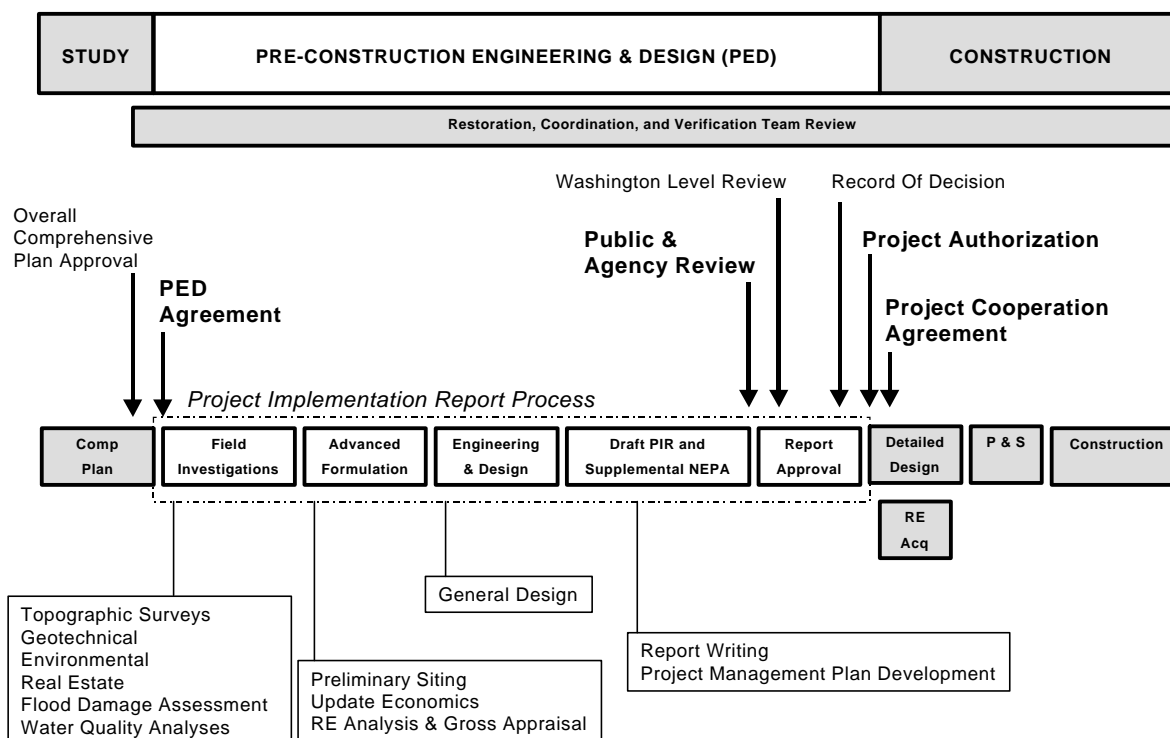 STUDY
PRE-CONSTRUCTION ENGINEERING & DESIGN (PED)
CONSTRUCTION
Restoration, Coordination, and Verification Team Review
Washington Level Review
Record Of Decision
Overall
Comprehensive
Plan Approval
Public &
Agency Review
Project Authorization
PED
Agreement
Project Cooperation
Agreement
Project Implementation Report Process
Comp
Plan
Field
Investigations
Advanced
Formulation
Engineering
& Design
Draft PIR and
Supplemental NEPA
Report
Approval
Detailed
Design
P & S
Construction
RE
Acq
General Design
Topographic Surveys
Geotechnical
Environmental
Real Estate
Flood Damage Assessment
Water Quality Analyses
Preliminary Siting
Update Economics
RE Analysis & Gross Appraisal
Report Writing
Project Management Plan Development